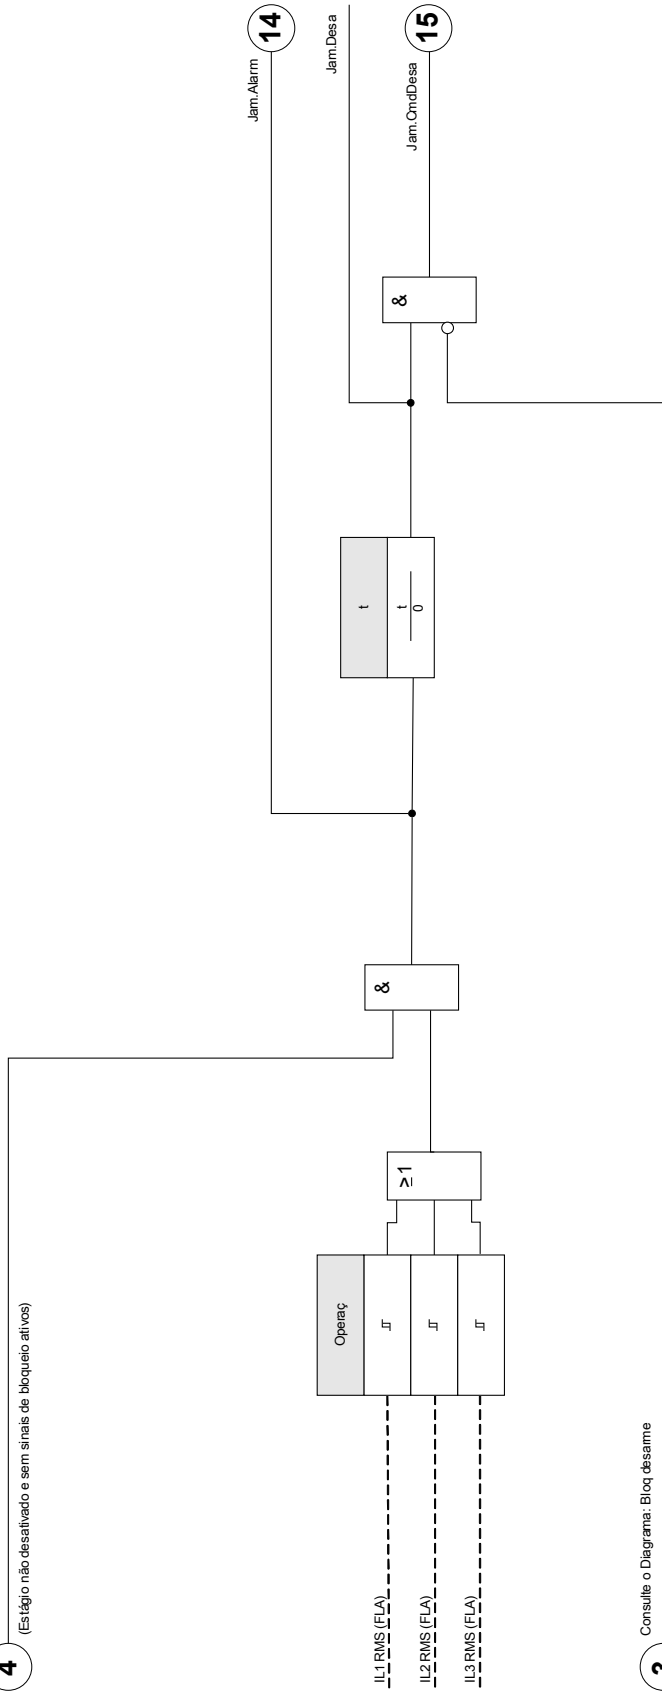 4
(Estágio não desativado e sem sinais de bloqueio ativos)
IL1 RMS (FLA)
IL2 RMS (FLA)
IL3 RMS (FLA)
Operaç
≥1
&
t
t
0
&
Jam.Alarm
14
Jam.Desa
Jam.CmdDesa
15
Consulte o Diagrama: Bloq desarme